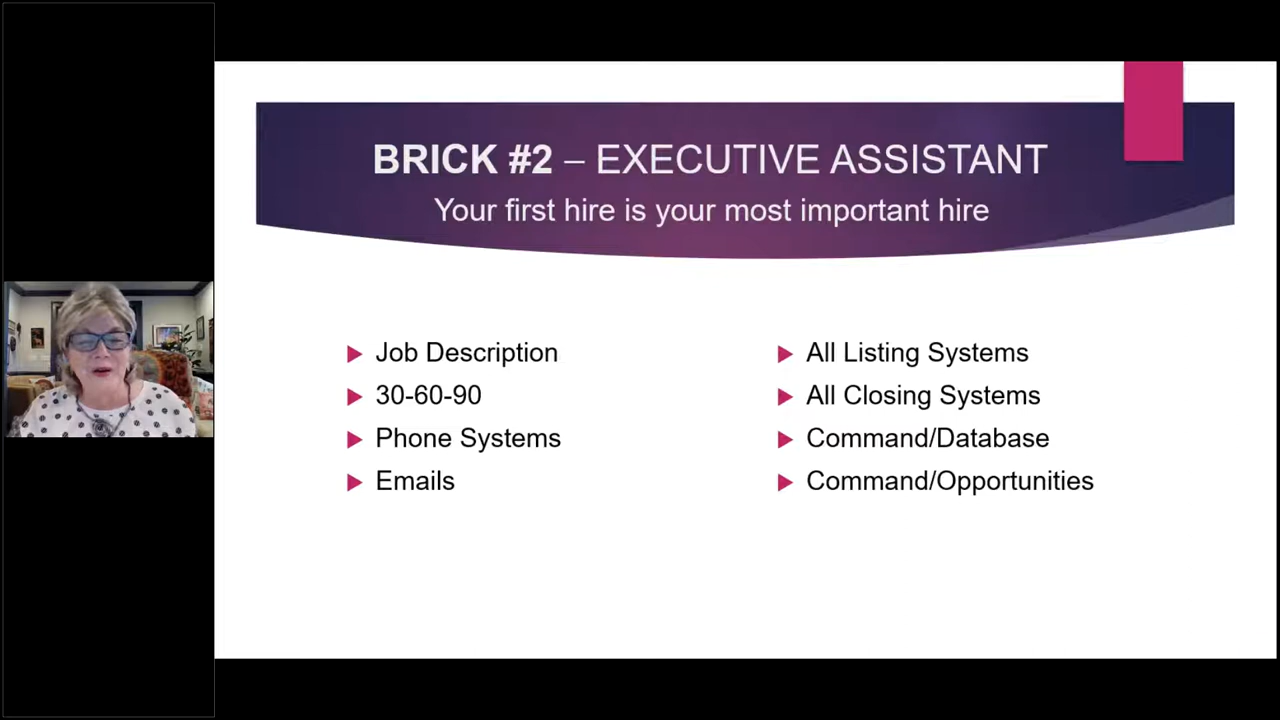 BRICK #2 – EXECUTIVE ASSISTANT
Your first hire is your most important hire
Job Description
30-60-90
Phone Systems
Emails
All Listing Systems
All Closing Systems
Command/Database
Command/Opportunities